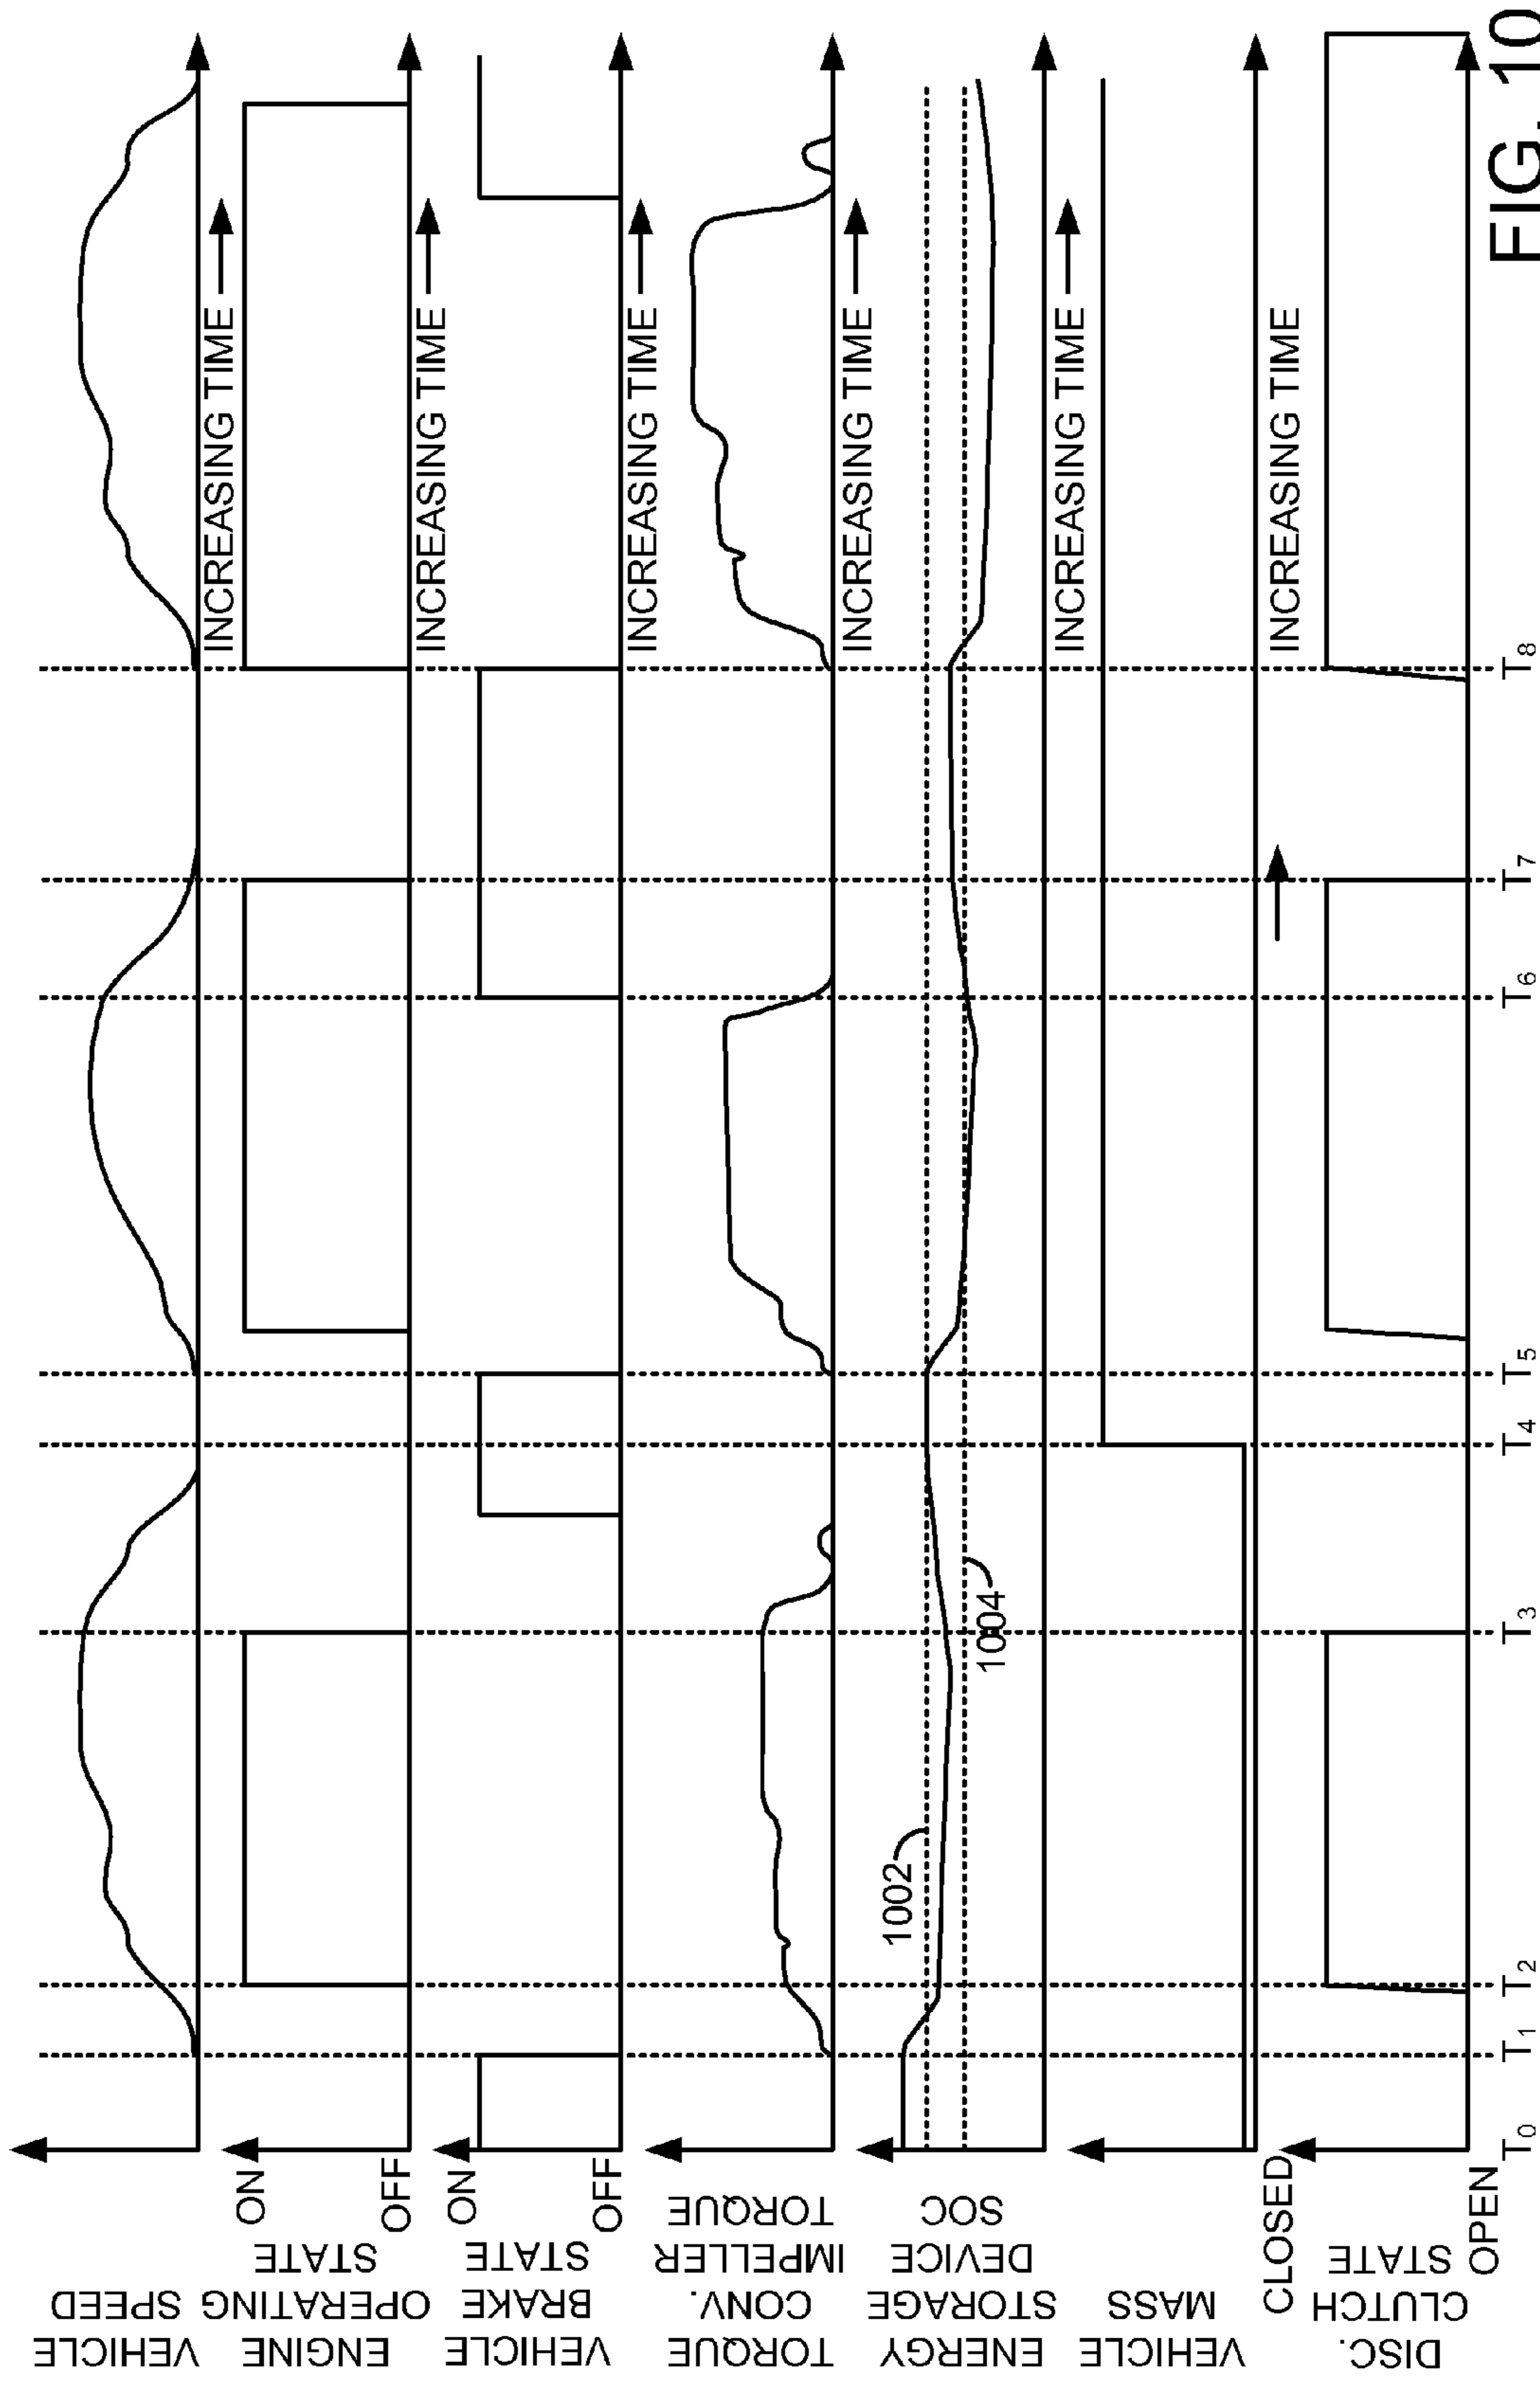 VEHICLE
VEHICLE SPEED
ENGINE
OPERATING
STATE
ON
OFF
INCREASING TIME
VEHICLE
BRAKE
STATE
ON
OFF
INCREASING TIME
TORQUE
CONV.
IMPELLER
TORQUE
INCREASING TIME
ENERGY
STORAGE
DEVICE
SOC
1002
1004
INCREASING TIME
VEHICLE
MASS
INCREASING TIME
DISC.
CLUTCH
STATE
CLOSED
OPEN
INCREASING TIME
T0 T1 T2 T3 T4 T5 T6 T7 T8
FIG. 10